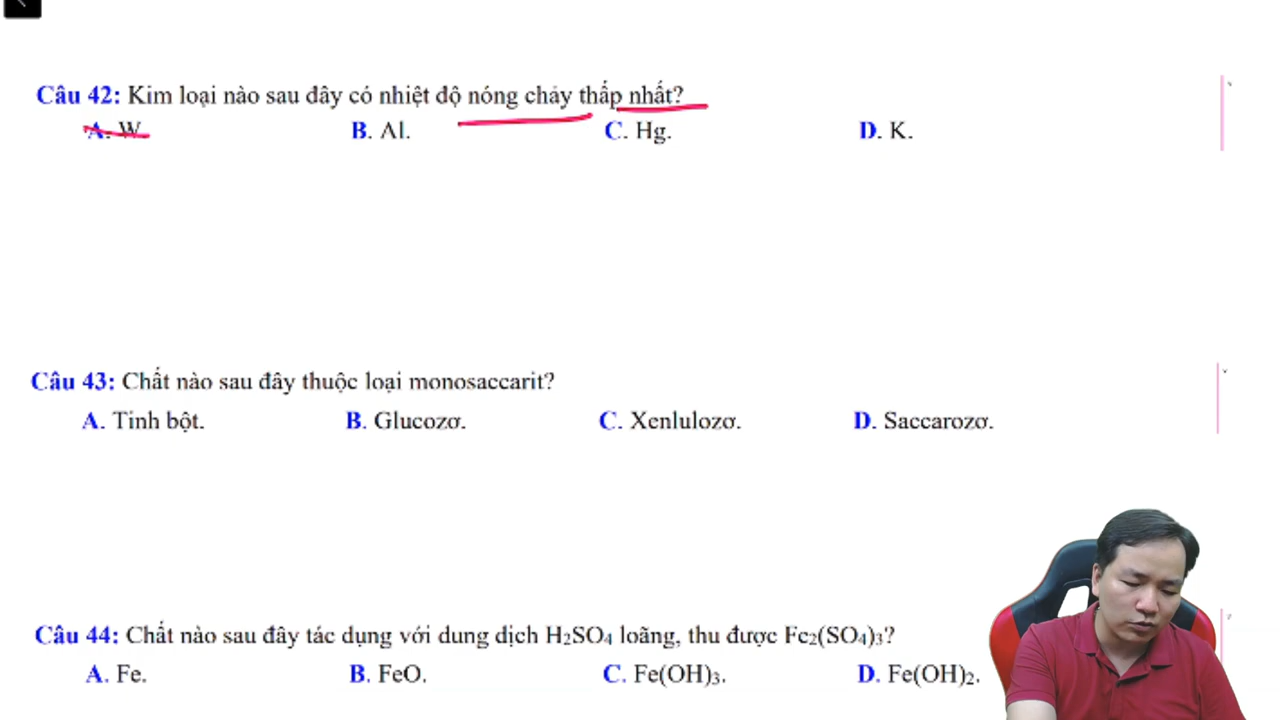 Câu 42: Kim loại nào sau đây có nhiệt độ nóng chảy thấp nhất?
A. W. B. Al. C. Hg. D. K.
Câu 43: Chất nào sau đây thuộc loại monosaccarit?
A. Tinh bột. B. Glucozơ. C. Xenlulozơ. D. Saccarozơ.
Câu 44: Chất nào sau đây tác dụng với dung dịch H₂SO₄ loãng, thu được Fe₂(SO₄)₃?
A. Fe. B. FeO. C. Fe(OH)₃. D. Fe(OH)₂.